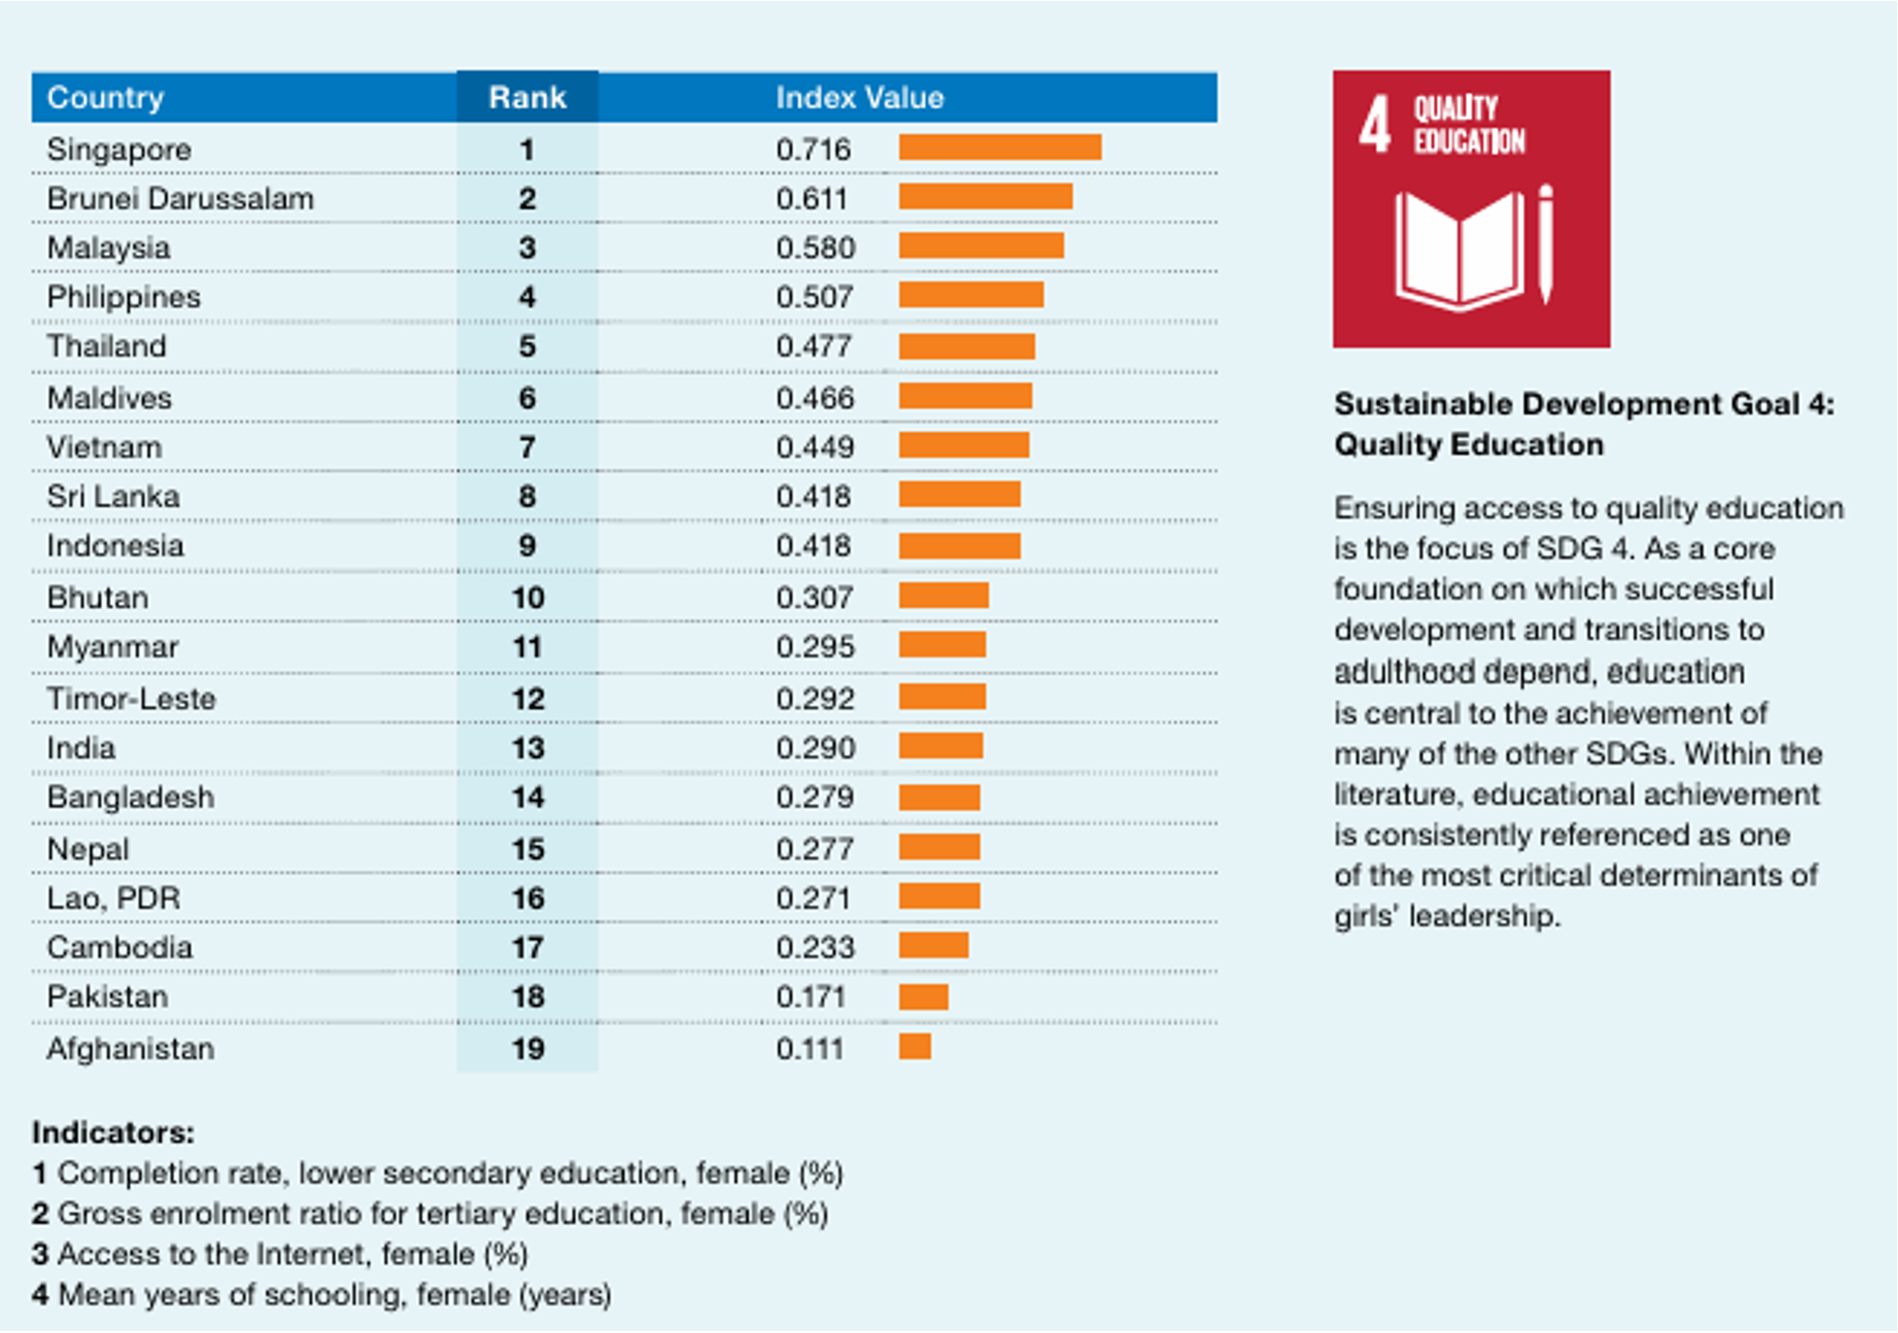 Country Rank Index Value
Singapore 1 0.716
Brunei Darussalam 2 0.611
Malaysia 3 0.580
Philippines 4 0.507
Thailand 5 0.477
Maldives 6 0.466
Vietnam 7 0.449
Sri Lanka 8 0.418
Indonesia 9 0.418
Bhutan 10 0.307
Myanmar 11 0.295
Timor-Leste 12 0.292
India 13 0.290
Bangladesh 14 0.279
Nepal 15 0.277
Lao, PDR 16 0.271
Cambodia 17 0.233
Pakistan 18 0.171
Afghanistan 19 0.111
Indicators:
1 Completion rate, lower secondary education, female (%)
2 Gross enrolment ratio for tertiary education, female (%)
3 Access to the Internet, female (%)
4 Mean years of schooling, female (years)
4 QUALITY
EDUCATION
Sustainable Development Goal 4:
Quality Education
Ensuring access to quality education
is the focus of SDG 4. As a core
foundation on which successful
development and transitions to
adulthood depend, education
is central to the achievement of
many of the other SDGs. Within the
literature, educational achievement
is consistently referenced as one
of the most critical determinants of
girls' leadership.